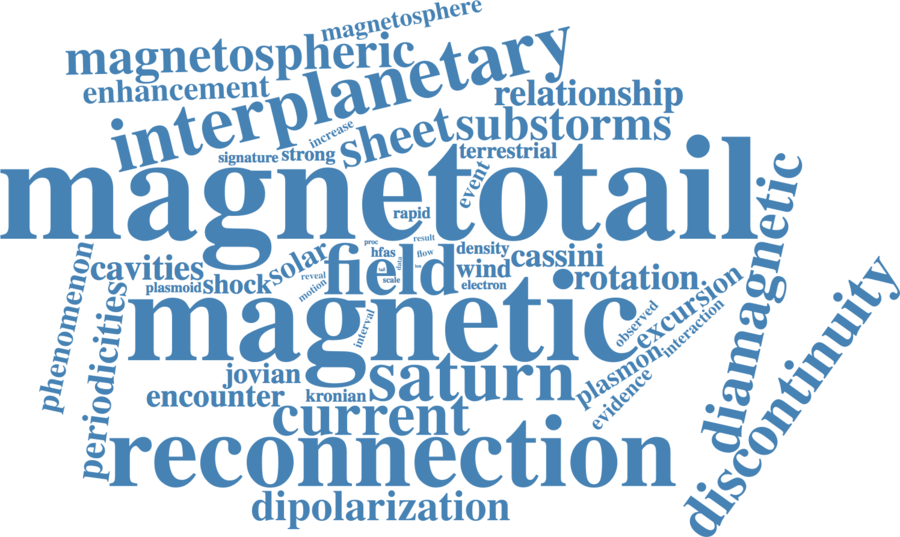 magnetosphere
magnetospheric
enhancement
interplanetary
relationship
increase
sheet
substorms
signature
strong
terrestrial
magnetotail
event
rapid
diamagnetic
phenomenon
cavities
solar
field
proc
result
hfas
flow
density
cassini
data
tail
wind
rotation
plasmoid
shock
reveal
motion
scale
electron
periodicities
magnetic
interval
observed
excursion
interaction
discontinuity
jovian
saturn
plasmon
evidence
encounter
kronian
current
reconnection
dipolarization